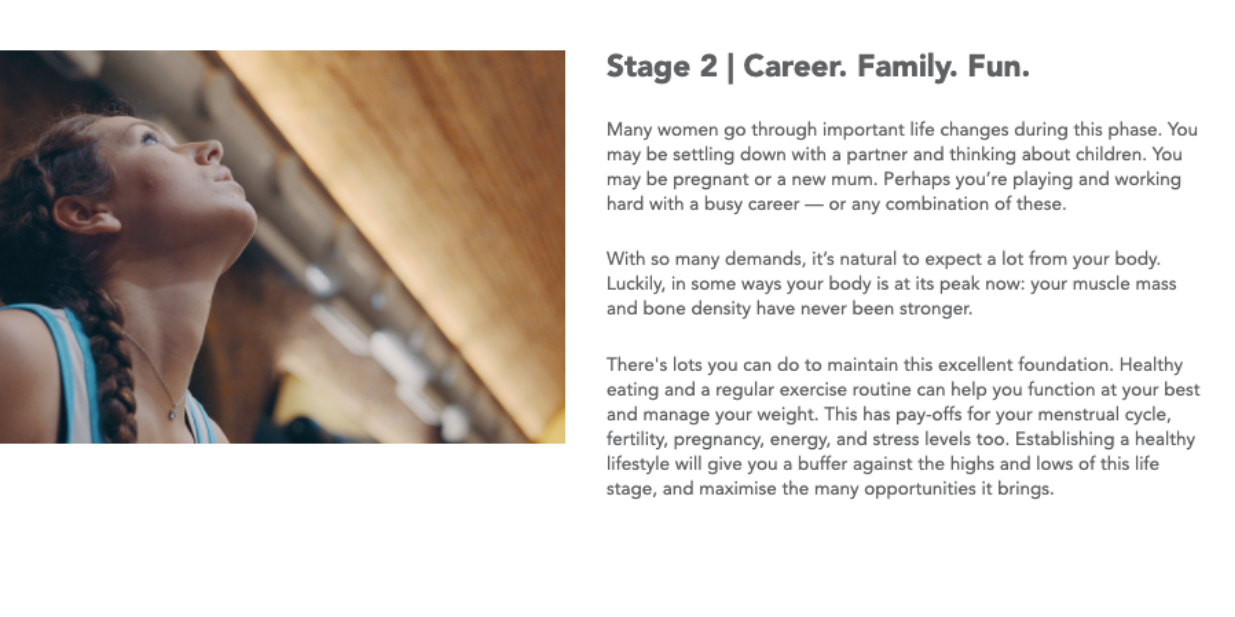 Stage 2 | Career. Family. Fun.
Many women go through important life changes during this phase. You
may be settling down with a partner and thinking about children. You
may be pregnant or a new mum. Perhaps you’re playing and working
hard with a busy career — or any combination of these.
With so many demands, it’s natural to expect a lot from your body.
Luckily, in some ways your body is at its peak now: your muscle mass
and bone density have never been stronger.
There's lots you can do to maintain this excellent foundation. Healthy
eating and a regular exercise routine can help you function at your best
and manage your weight. This has pay-offs for your menstrual cycle,
fertility, pregnancy, energy, and stress levels too. Establishing a healthy
lifestyle will give you a buffer against the highs and lows of this life
stage, and maximise the many opportunities it brings.